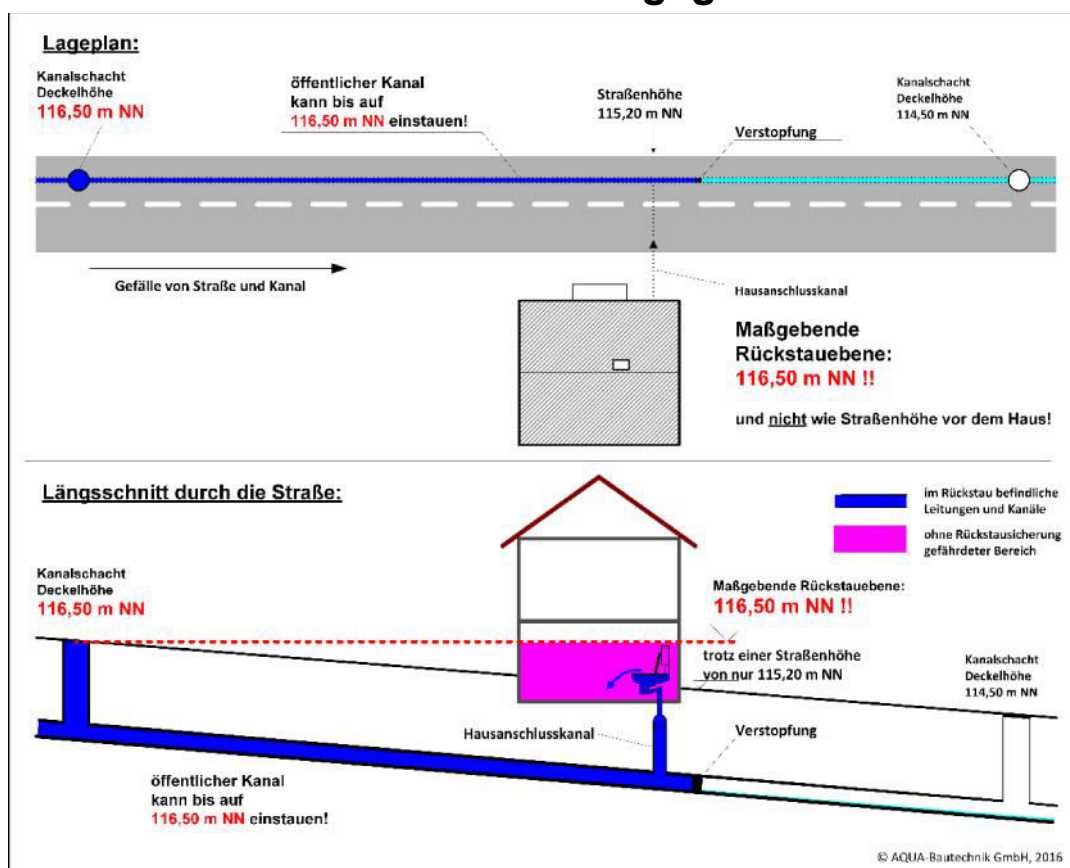 Lageplan:
Kanalschacht
Deckelhöhe
116,50 m NN
öffentlicher Kanal
kann bis auf
116,50 m NN einstauen!
Straßenhöhe
115,20 m NN
Verstopfung
Kanalschacht
Deckelhöhe
114,50 m NN
Gefälle von Straße und Kanal
Hausanschlusskanal
Maßgebende
Rückstauebene:
116,50 m NN !!
und nicht wie Straßenhöhe vor dem Haus!
Längsschnitt durch die Straße:
im Rückstau befindliche
Leitungen und Kanäle
ohne Rückstausicherung
gefährdeter Bereich
Kanalschacht
Deckelhöhe
116,50 m NN
Maßgebende Rückstauebene:
116,50 m NN !!
trotz einer Straßenhöhe
von nur 115,20 m NN
Kanalschacht
Deckelhöhe
114,50 m NN
Hausanschlusskanal
Verstopfung
öffentlicher Kanal
kann bis auf
116,50 m NN einstauen!
© AQUA-Bautechnik GmbH, 2016